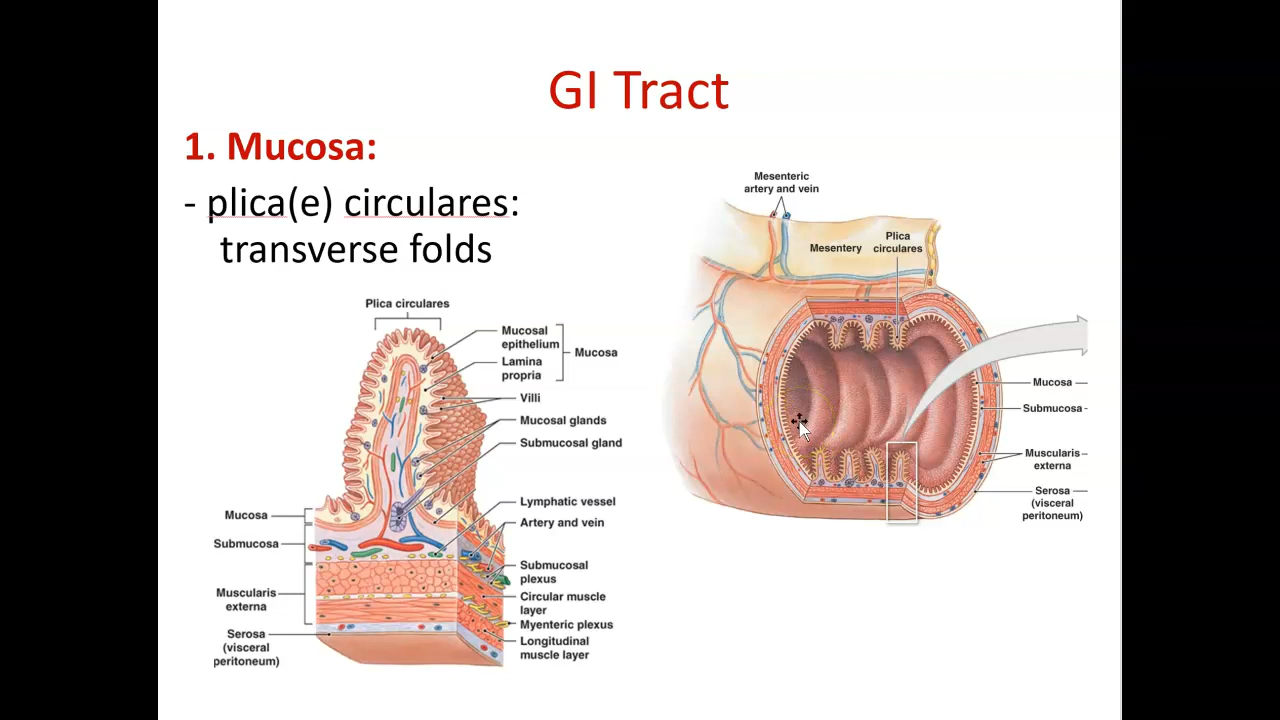 GI Tract
1. Mucosa:
- plica(e) circulares:
transverse folds
Plica circulares
Mucosal
epithelium
Mucosa
Lamina
propria
Villi
Mucosal glands
Submucosal gland
Lymphatic vessel
Artery and vein
Submucosal
plexus
Circular muscle
layer
Myenteric plexus
Longitudinal
muscle layer
Mucosa
Submucosa
Muscularis
externa
Serosa
(visceral
peritoneum)
Mesenteric
artery and vein
Mesentery
Plica
circulares
Mucosa
Submucosa
Muscularis
externa
Serosa
(visceral
peritoneum)